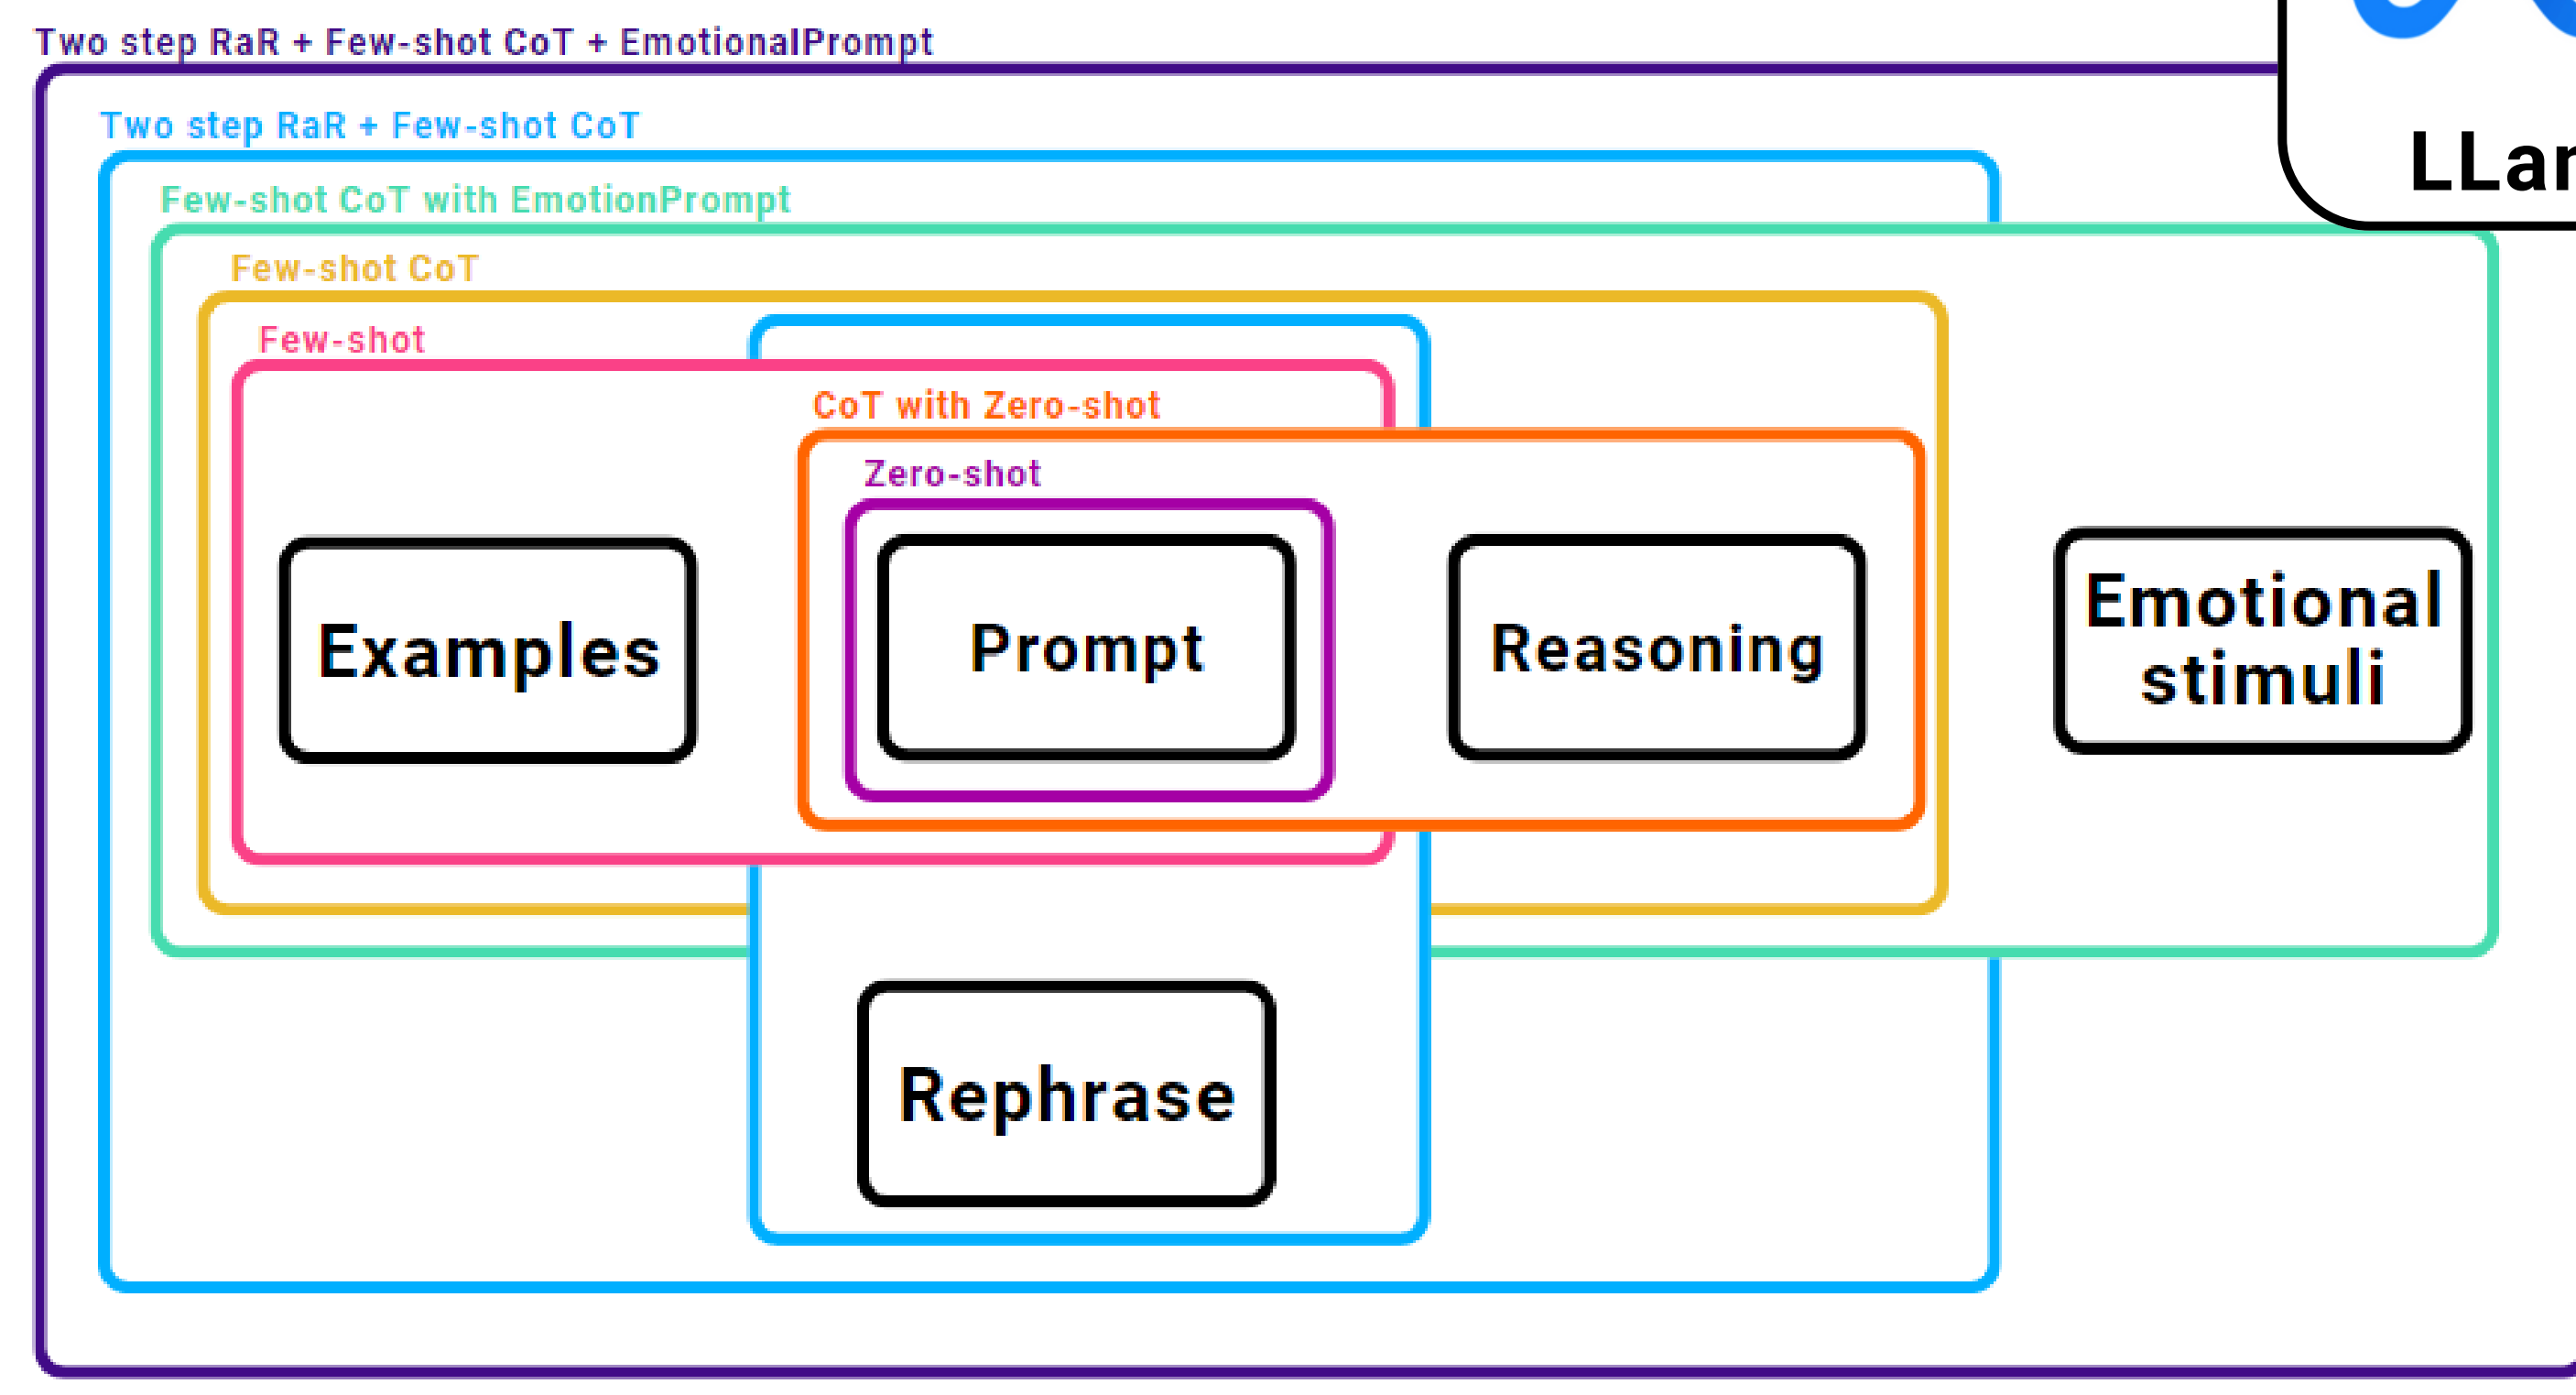 Two step RaR + Few-shot CoT + EmotionalPrompt
Two step RaR + Few-shot CoT
Few-shot CoT with EmotionPrompt
Few-shot CoT
Few-shot
CoT with Zero-shot
Zero-shot
Examples
Prompt
Reasoning
Emotional
stimuli
Rephrase